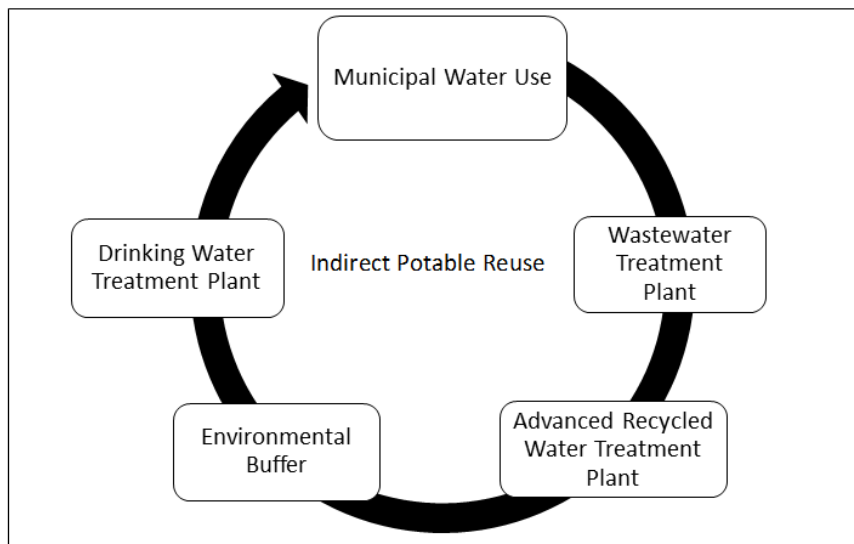 Municipal Water Use
Wastewater
Treatment
Plant
Advanced Recycled
Water Treatment
Plant
Environmental
Buffer
Drinking Water
Treatment Plant
Indirect Potable Reuse